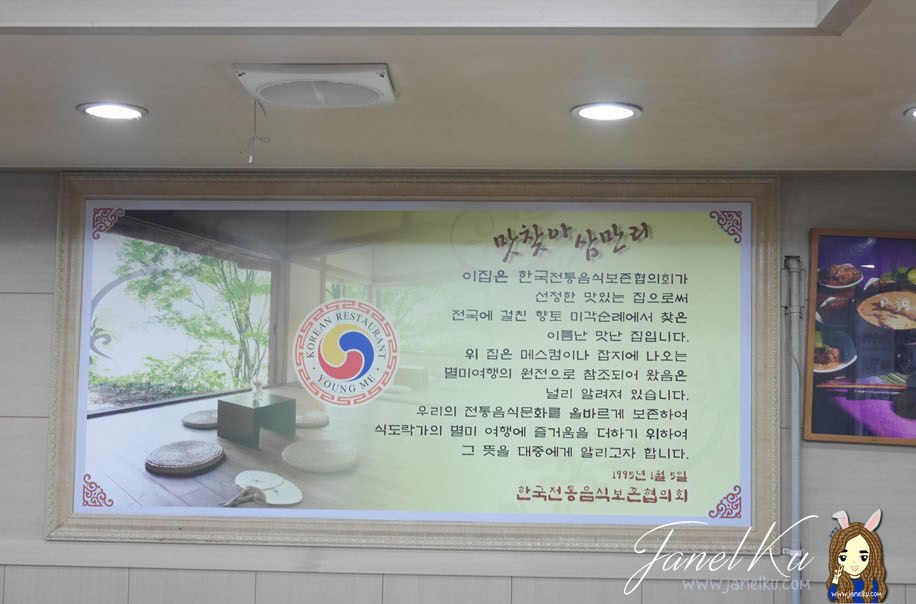 맛찾아 삼만리
이집은 한국전통음식보존협의회가
선정한 맛있는 집으로써
전국에 걸친 향토 미각순례에서 찾은
이름난 맛난 집입니다.
위 집은 메스컴이나 잡지에 나오는
별미여행의 원전으로 참조되어 왔음은
널리 알려져 있습니다.
우리의 전통음식문화를 올바르게 보존하여
식도락가의 별미 여행에 즐거움을 더하기 위하여
그 뜻을 대중에게 알리고자 합니다.
1995년 1월 5일
한국전통음식보존협의회
KOREAN RESTAURANT
· YOUNG ME ·
Janel Ku
www.janelku.com
www.janelku.com